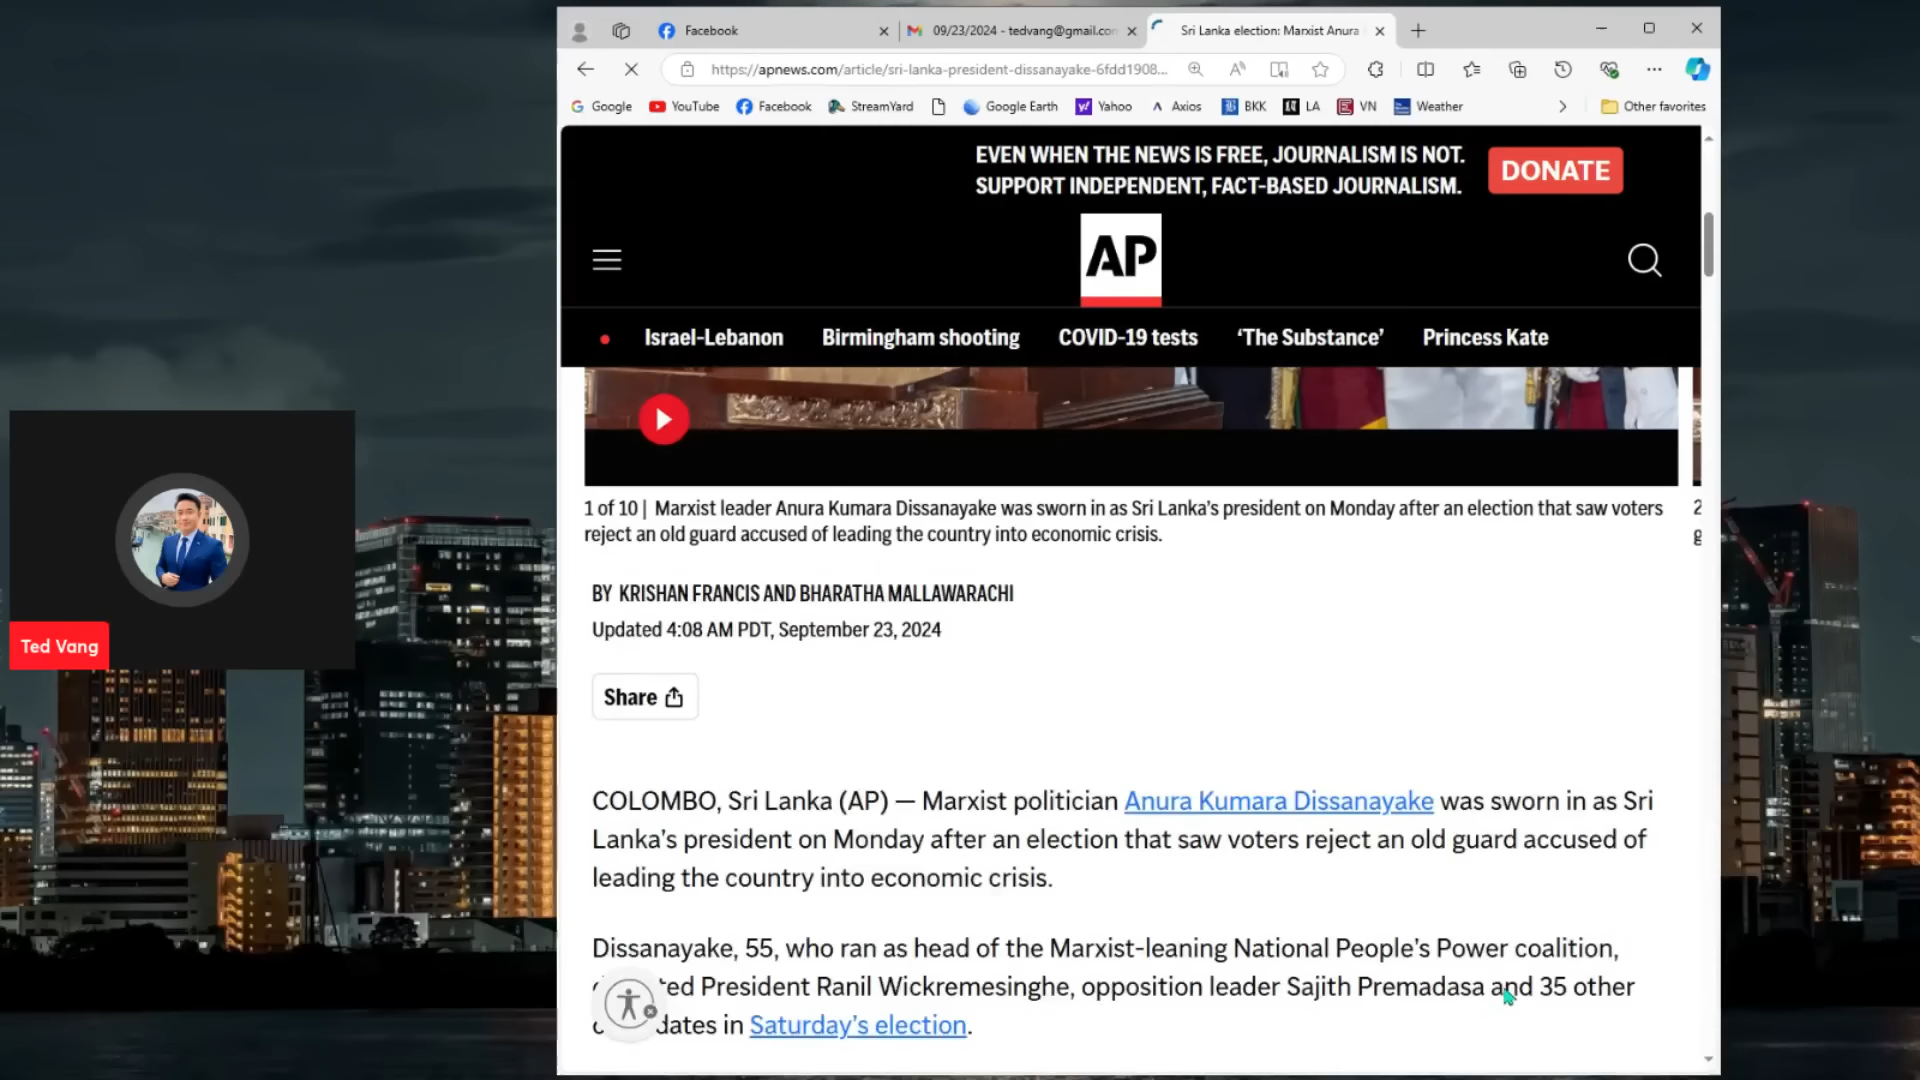 Facebook
09/23/2024 - tedvang@gmail.con
Sri Lanka election: Marxist Anura
https://apnews.com/article/sri-lanka-president-dissanayake-6fdd1908...
Google
YouTube
Facebook
StreamYard
Google Earth
Yahoo
Axios
BKK
LA
VN
Weather
Other favorites
EVEN WHEN THE NEWS IS FREE, JOURNALISM IS NOT.
SUPPORT INDEPENDENT, FACT-BASED JOURNALISM.
DONATE
AP
Israel-Lebanon
Birmingham shooting
COVID-19 tests
‘The Substance’
Princess Kate
1 of 10 | Marxist leader Anura Kumara Dissanayake was sworn in as Sri Lanka’s president on Monday after an election that saw voters
reject an old guard accused of leading the country into economic crisis.
2
g
BY KRISHAN FRANCIS AND BHARATHA MALLAWARACHI
Updated 4:08 AM PDT, September 23, 2024
Ted Vang
Share
COLOMBO, Sri Lanka (AP) — Marxist politician Anura Kumara Dissanayake was sworn in as Sri
Lanka’s president on Monday after an election that saw voters reject an old guard accused of
leading the country into economic crisis.
Dissanayake, 55, who ran as head of the Marxist-leaning National People’s Power coalition,
ted President Ranil Wickremesinghe, opposition leader Sajith Premadasa and 35 other
dates in Saturday’s election.